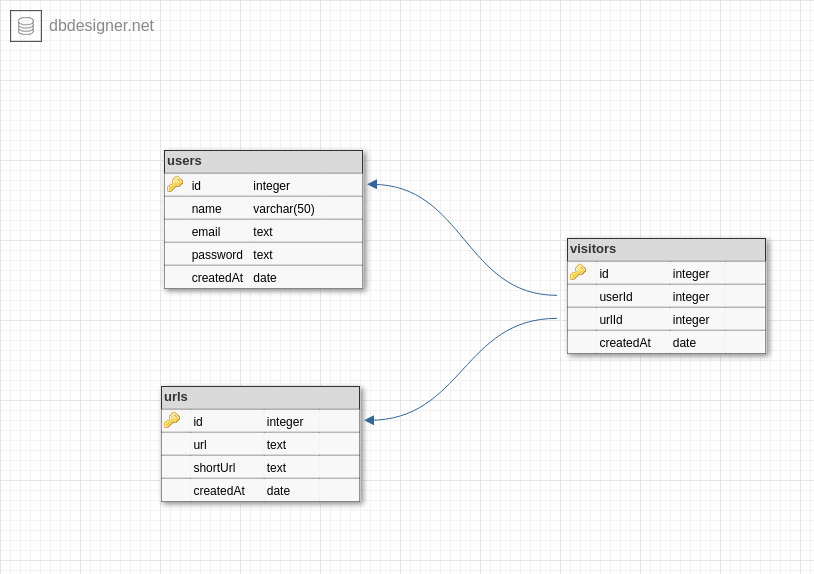 dbdesigner.net
users
id integer
name varchar(50)
email text
password text
createdAt date
visitors
id integer
userId integer
urlId integer
createdAt date
urls
id integer
url text
shortUrl text
createdAt date